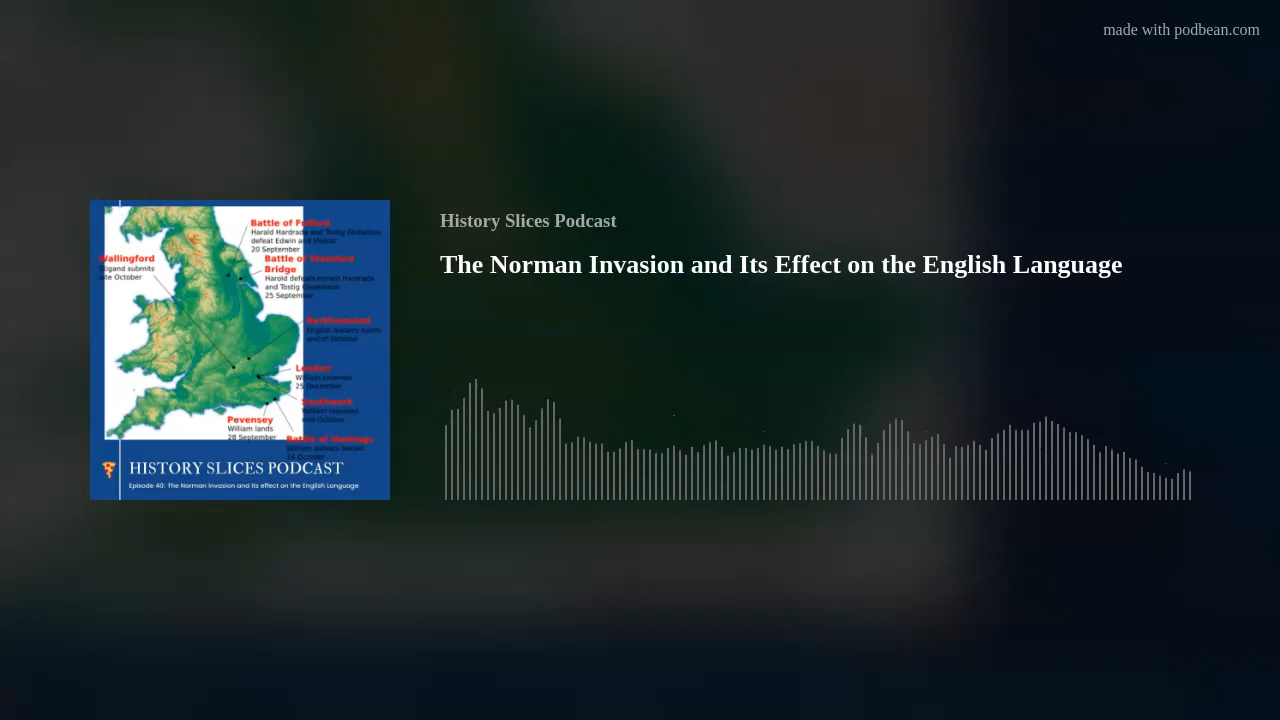 made with podbean.com
History Slices Podcast
The Norman Invasion and Its Effect on the English Language
Battle of Fulford
Harald Hardrada and Tostig Godwinson
defeat Edwin and Morcar
20 September
Battle of Stamford
Bridge
Harold defeats
and Tostig Godwinson
25 September
Wallingford
Stigand submits
late October
Berkhamsted
English leaders submit
end of October
London
William crowned
25 December
Southwark
William repulsed
mid October
Pevensey
William lands
28 September
Battle of Hastings
William defeats Harold
14 October
HISTORY SLICES PODCAST
Episode 40: The Norman Invasion and its effect on the English Language